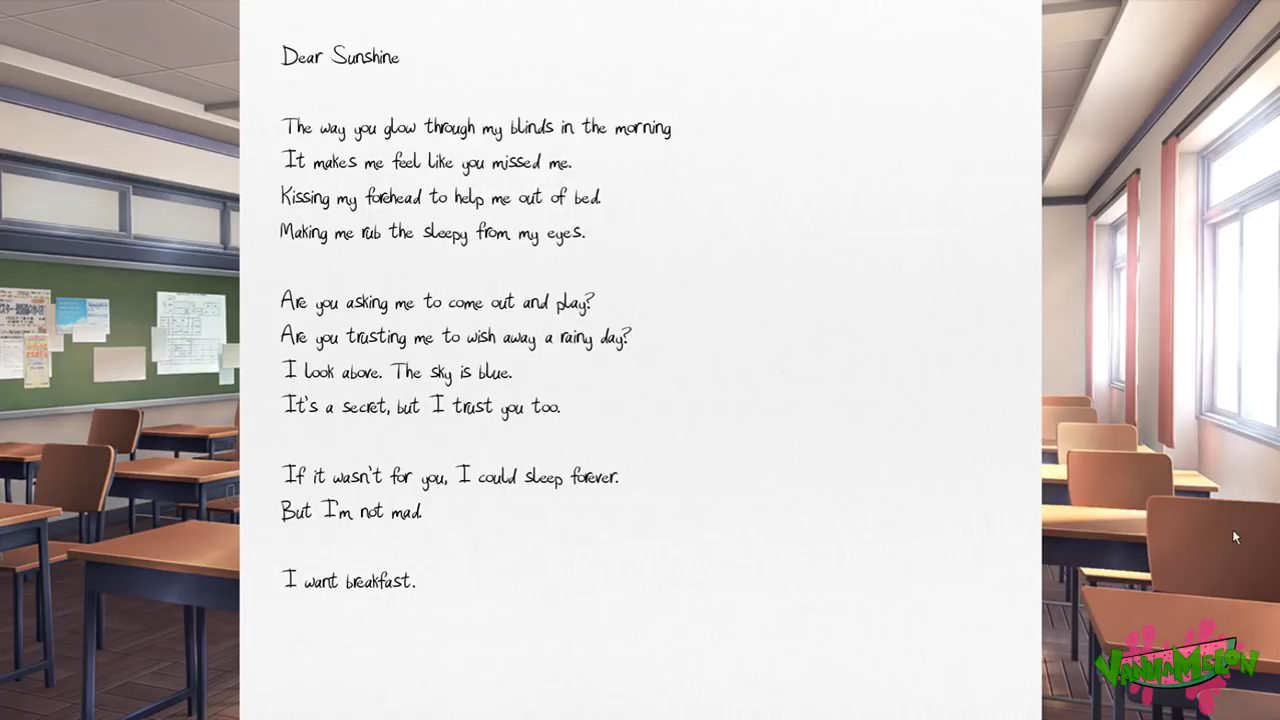 Dear Sunshine
The way you glow through my blinds in the morning
It makes me feel like you missed me.
Kissing my forehead to help me out of bed.
Making me rub the sleepy from my eyes.
Are you asking me to come out and play?
Are you trusting me to wish away a rainy day?
I look above. The sky is blue.
It's a secret, but I trust you too.
If it wasn't for you, I could sleep forever.
But I'm not mad.
I want breakfast.
VANNAMELON